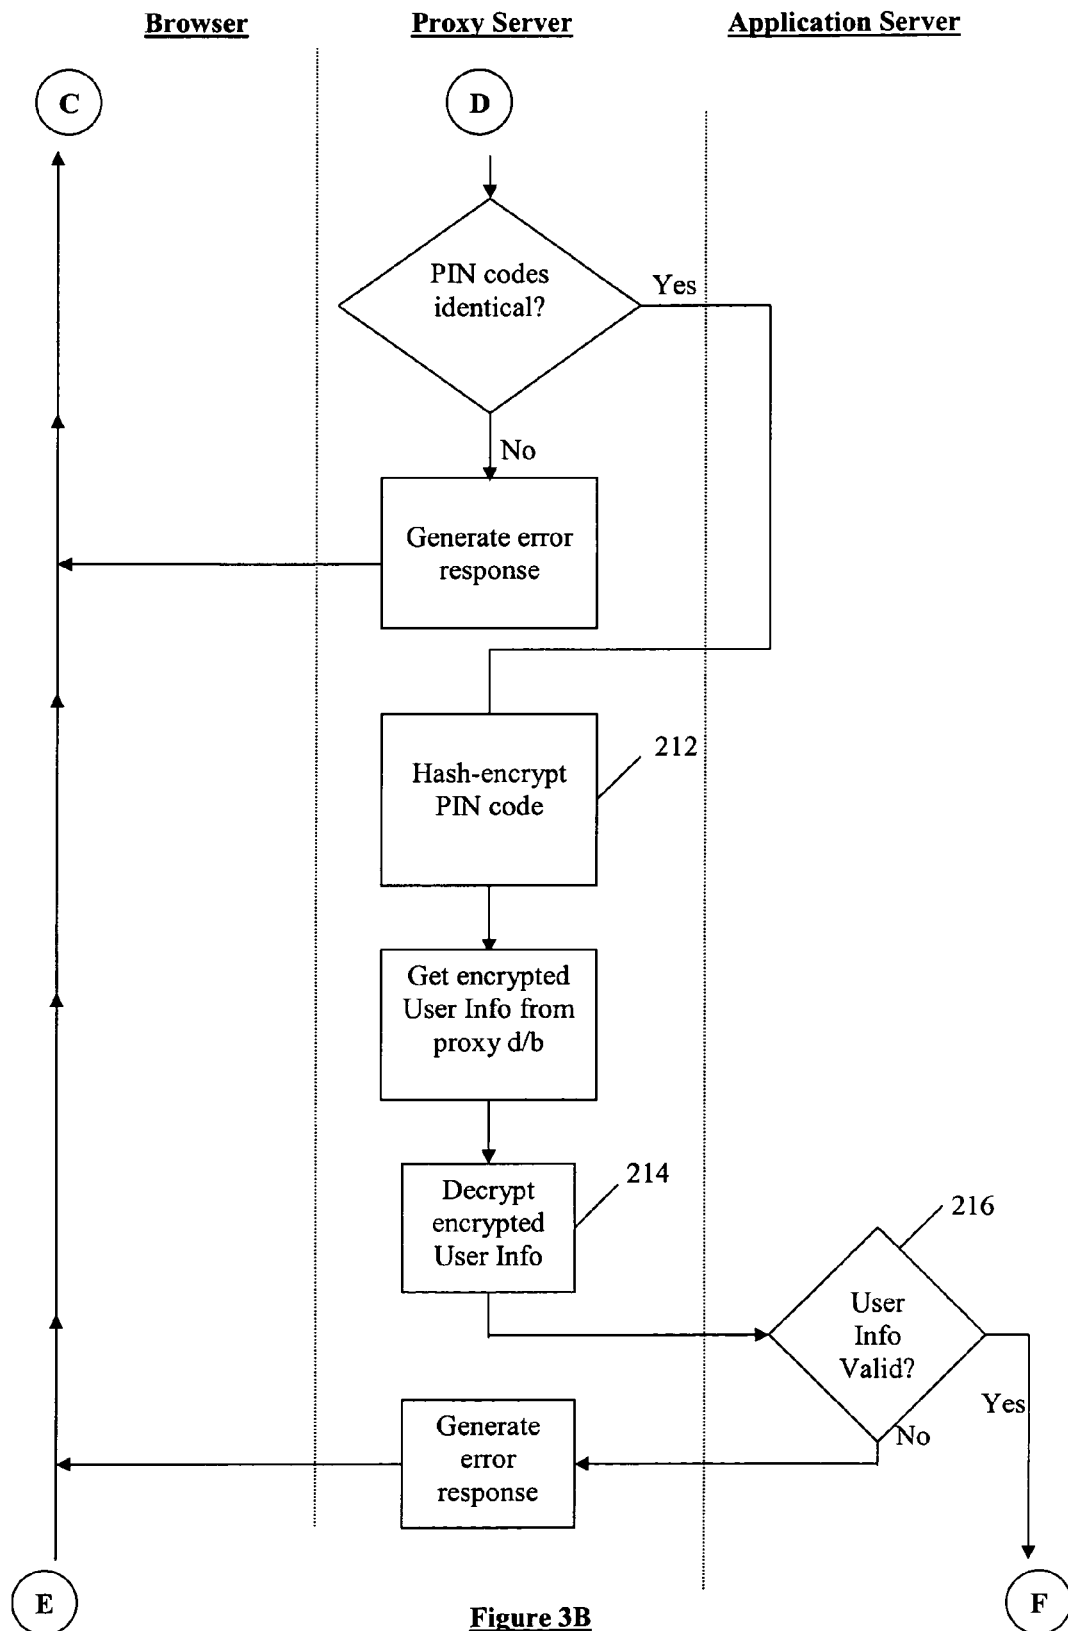 Browser
Proxy Server
Application Server
C
D
PIN codes
identical?
Yes
No
Generate error
response
212
Hash-encrypt
PIN code
Get encrypted
User Info from
proxy d/b
214
Decrypt
encrypted
User Info
216
User
Info
Valid?
Yes
No
Generate
error
response
E
F
Figure 3B